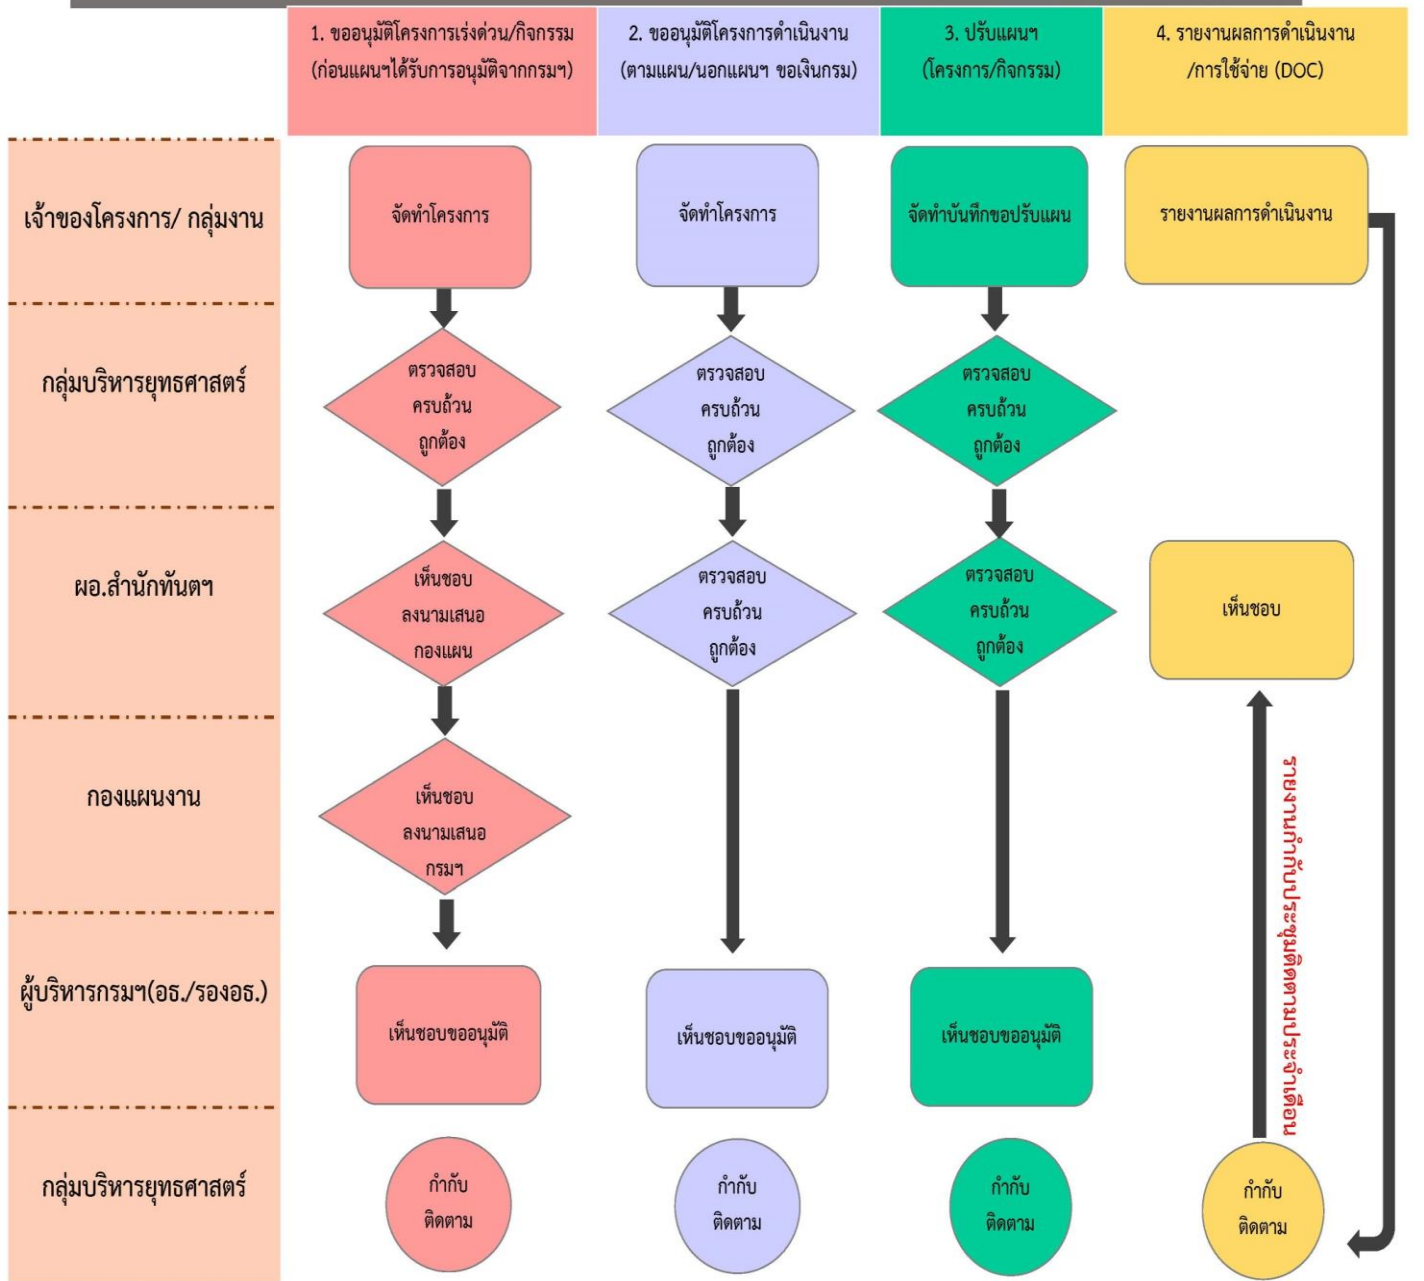 1. ขออนุมัติโครงการเร่งด่วน/กิจกรรม
(ก่อนแผนฯได้รับการอนุมัติจากกรมฯ)
2. ขออนุมัติโครงการดำเนินงาน
(ตามแผน/นอกแผนฯ ขอเงินกรม)
3. ปรับแผนฯ
(โครงการ/กิจกรรม)
4. รายงานผลการดำเนินงาน
/การใช้จ่าย (DOC)
เจ้าของโครงการ/ กลุ่มงาน
จัดทำโครงการ
จัดทำโครงการ
จัดทำบันทึกขอปรับแผน
รายงานผลการดำเนินงาน
กลุ่มบริหารยุทธศาสตร์
ตรวจสอบ
ครบถ้วน
ถูกต้อง
ตรวจสอบ
ครบถ้วน
ถูกต้อง
ตรวจสอบ
ครบถ้วน
ถูกต้อง
ผอ.สำนักทันตฯ
เห็นชอบ
ลงนามเสนอ
กองแผน
ตรวจสอบ
ครบถ้วน
ถูกต้อง
ตรวจสอบ
ครบถ้วน
ถูกต้อง
เห็นชอบ
กองแผนงาน
เห็นชอบ
ลงนามเสนอ
กรมฯ
รายงานกำกับประชุมติดตามประจำเดือน
ผู้บริหารกรมฯ(อธ./รองอธ.)
เห็นชอบขออนุมัติ
เห็นชอบขออนุมัติ
เห็นชอบขออนุมัติ
กลุ่มบริหารยุทธศาสตร์
กำกับ
ติดตาม
กำกับ
ติดตาม
กำกับ
ติดตาม
กำกับ
ติดตาม